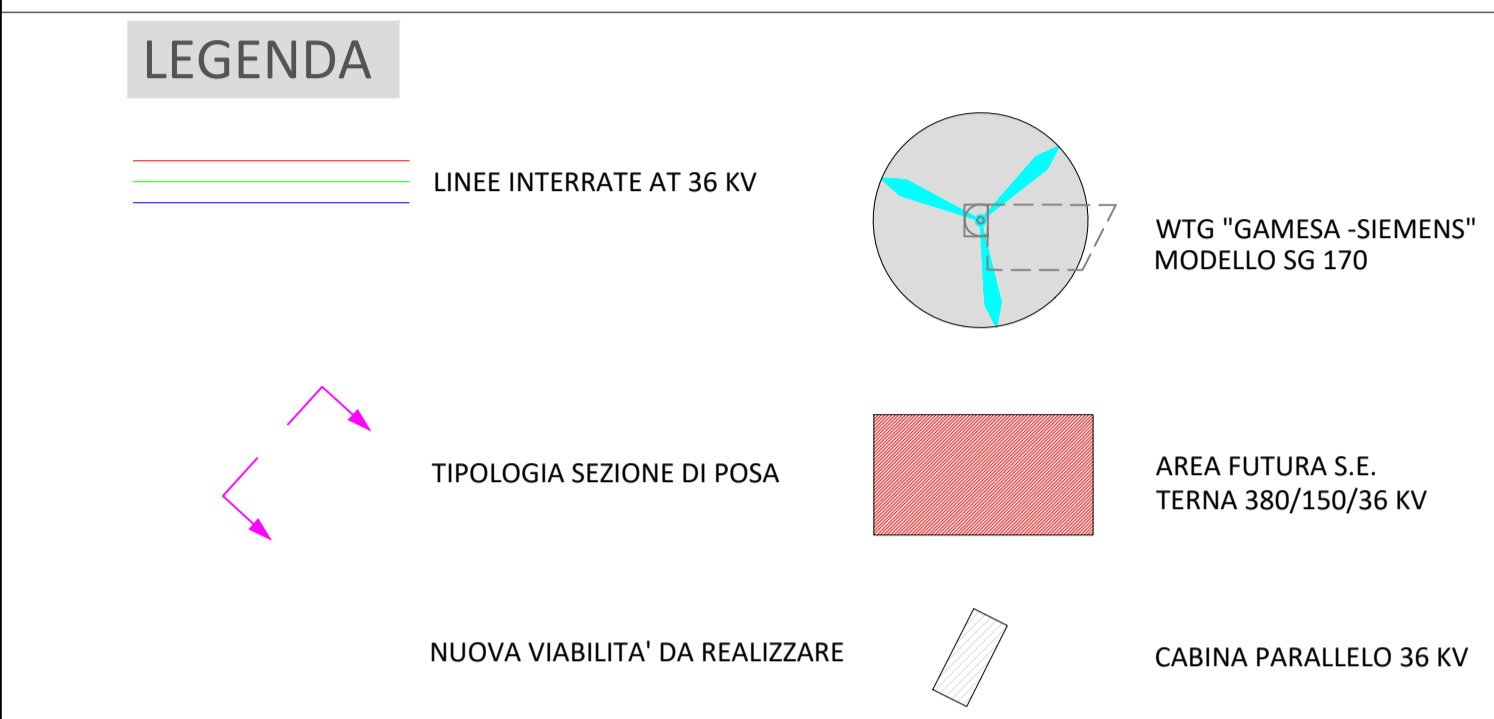 LEGENDA
LINEE INTERRATE AT 36 KV
WTG "GAMESA -SIEMENS"
MODELLO SG 170
TIPOLOGIA SEZIONE DI POSA
AREA FUTURA S.E.
TERNA 380/150/36 KV
NUOVA VIABILITA' DA REALIZZARE
CABINA PARALLELO 36 KV